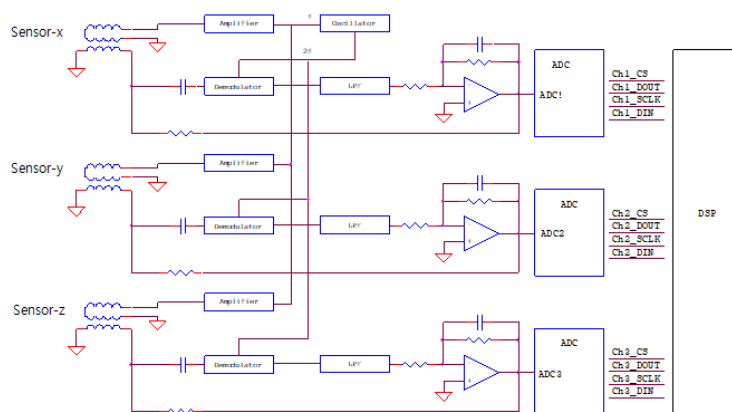 Sensor-x
Amplifier
f
Oscillator
2f
Demodulator
LPF
ADC
ADC!
Ch1_CS
Ch1_DOUT
Ch1_SCLK
Ch1_DIN
Sensor-y
Amplifier
Demodulator
LPF
ADC
ADC2
Ch2_CS
Ch2_DOUT
Ch2_SCLK
Ch2_DIN
DSP
Sensor-z
Amplifier
Demodulator
LPF
ADC
ADC3
Ch3_CS
Ch3_DOUT
Ch3_SCLK
Ch3_DIN